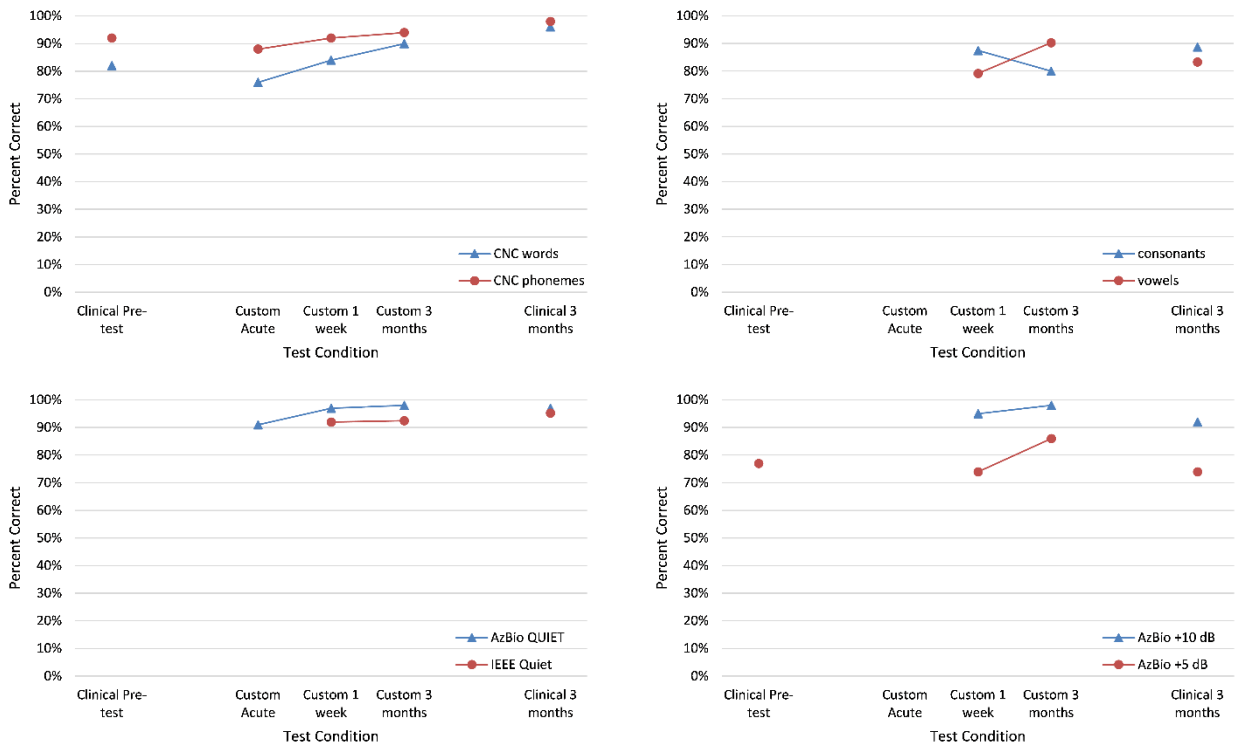 100%
90%
80%
70%
60%
50%
40%
30%
20%
10%
0%
Percent Correct
CNC words
CNC phonemes
Clinical Pre-
test
Custom
Acute
Custom 1
week
Custom 3
months
Clinical 3
months
Test Condition
100%
90%
80%
70%
60%
50%
40%
30%
20%
10%
0%
Percent Correct
consonants
vowels
Clinical Pre-
test
Custom
Acute
Custom 1
week
Custom 3
months
Clinical 3
months
Test Condition
100%
90%
80%
70%
60%
50%
40%
30%
20%
10%
0%
Percent Correct
AzBio QUIET
IEEE Quiet
Clinical Pre-
test
Custom
Acute
Custom 1
week
Custom 3
months
Clinical 3
months
Test Condition
100%
90%
80%
70%
60%
50%
40%
30%
20%
10%
0%
Percent Correct
AzBio +10 dB
AzBio +5 dB
Clinical Pre-
test
Custom
Acute
Custom 1
week
Custom 3
months
Clinical 3
months
Test Condition